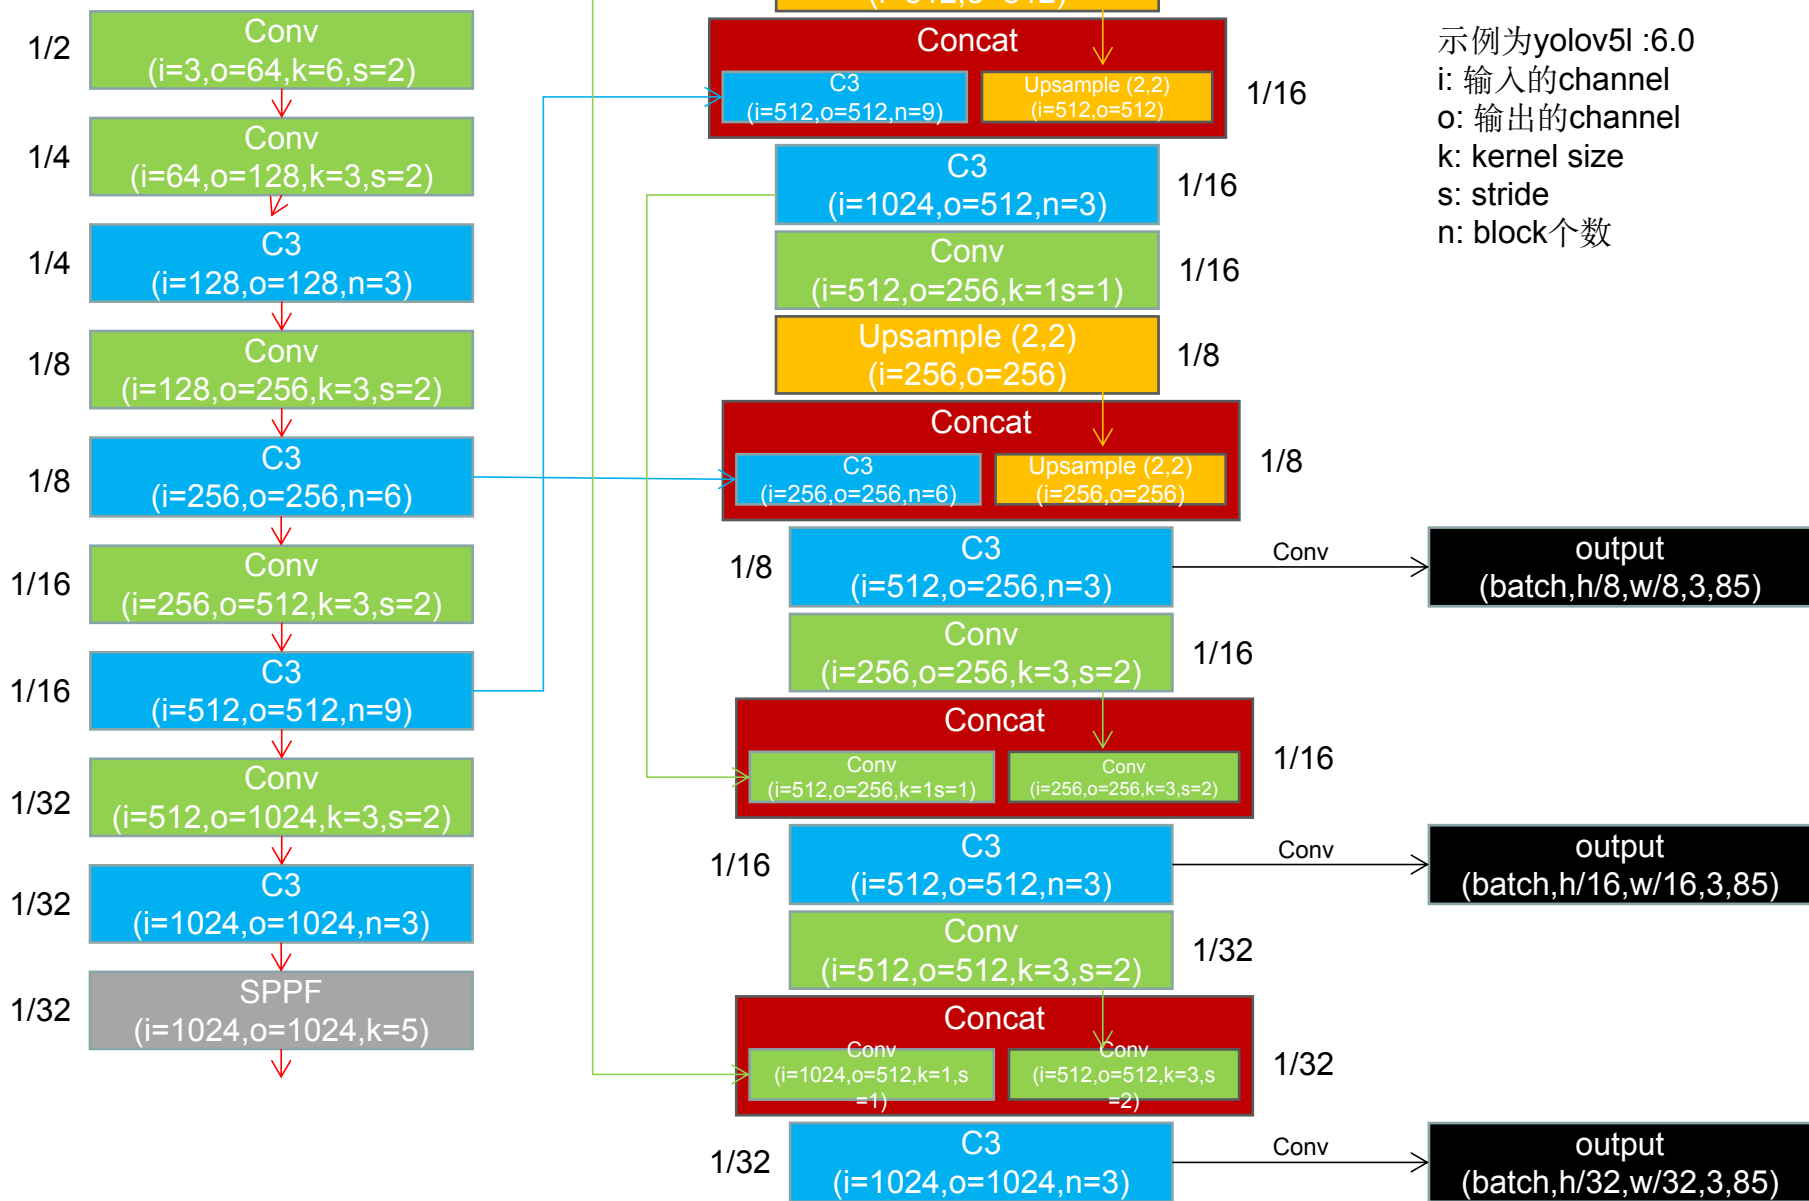 1/2
Conv
(i=3,o=64,k=6,s=2)
1/4
Conv
(i=64,o=128,k=3,s=2)
1/4
C3
(i=128,o=128,n=3)
1/8
Conv
(i=128,o=256,k=3,s=2)
1/8
C3
(i=256,o=256,n=6)
1/16
Conv
(i=256,o=512,k=3,s=2)
1/16
C3
(i=512,o=512,n=9)
1/32
Conv
(i=512,o=1024,k=3,s=2)
1/32
C3
(i=1024,o=1024,n=3)
1/32
SPPF
(i=1024,o=1024,k=5)
(i=512,o=512)
Concat
C3
(i=512,o=512,n=9)
Upsample (2,2)
(i=512,o=512)
1/16
C3
(i=1024,o=512,n=3)
1/16
Conv
(i=512,o=256,k=1s=1)
1/16
Upsample (2,2)
(i=256,o=256)
1/8
Concat
C3
(i=256,o=256,n=6)
Upsample (2,2)
(i=256,o=256)
1/8
1/8
C3
(i=512,o=256,n=3)
Conv
output
(batch,h/8,w/8,3,85)
Conv
(i=256,o=256,k=3,s=2)
1/16
Concat
Conv
(i=512,o=256,k=1s=1)
Conv
(i=256,o=256,k=3,s=2)
1/16
1/16
C3
(i=512,o=512,n=3)
Conv
output
(batch,h/16,w/16,3,85)
Conv
(i=512,o=512,k=3,s=2)
1/32
Concat
Conv
(i=1024,o=512,k=1,s
=1)
Conv
(i=512,o=512,k=3,s
=2)
1/32
1/32
C3
(i=1024,o=1024,n=3)
Conv
output
(batch,h/32,w/32,3,85)
示例为yolov5l :6.0
i: 输入的channel
o: 输出的channel
k: kernel size
s: stride
n: block个数